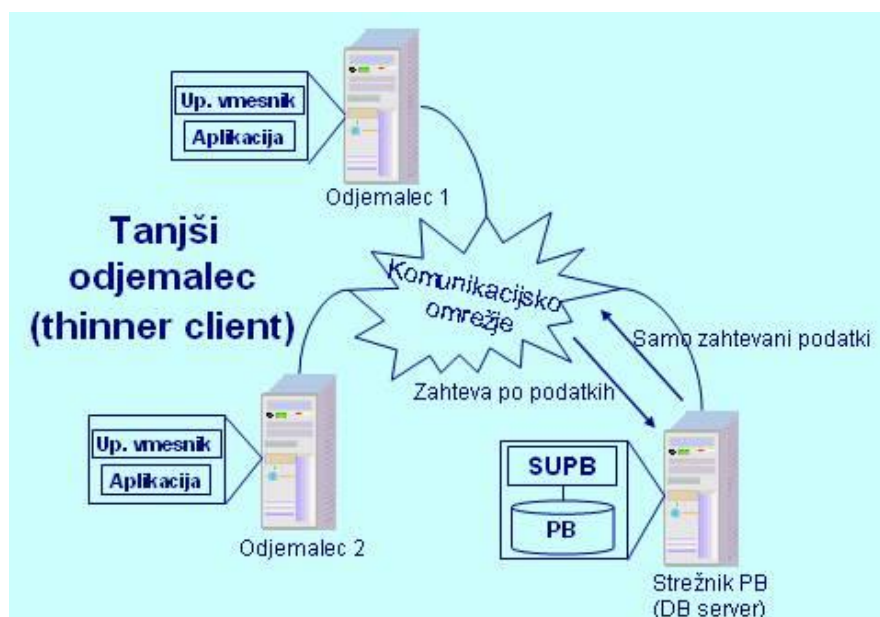 Up. vmesnik
Aplikacija
Odjemalec 1
Tanjši
odjemalec
(thinner client)
Komunikacijsko
omrežje
Samo zahtevani podatki
Zahteva po podatkih
Up. vmesnik
Aplikacija
Odjemalec 2
SUPB
PB
Strežnik PB
(DB server)